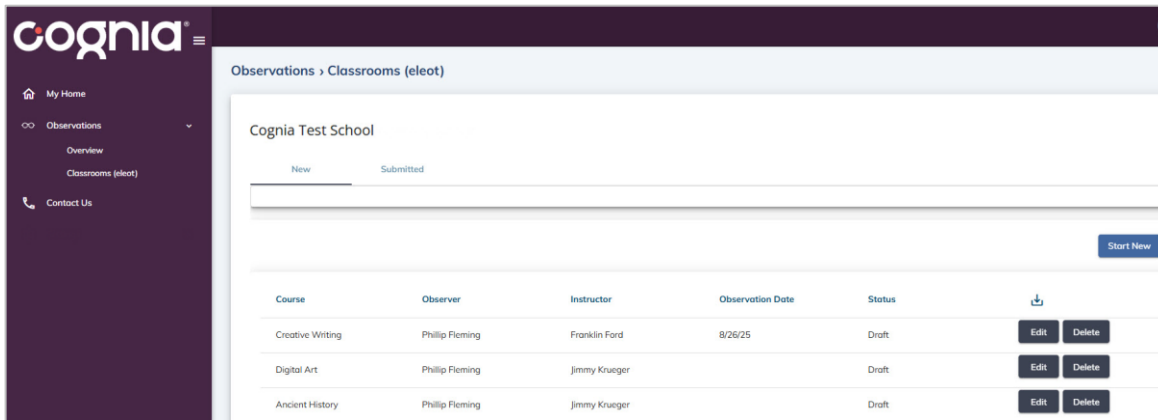 cognia®
My Home
Observations
Overview
Classrooms (eleot)
Contact Us
Observations › Classrooms (eleot)
Cognia Test School
New Submitted
Start New
Course Observer Instructor Observation Date Status
Creative Writing Phillip Fleming Franklin Ford 8/26/25 Draft Edit Delete
Digital Art Phillip Fleming Jimmy Krueger Draft Edit Delete
Ancient History Phillip Fleming Jimmy Krueger Draft Edit Delete